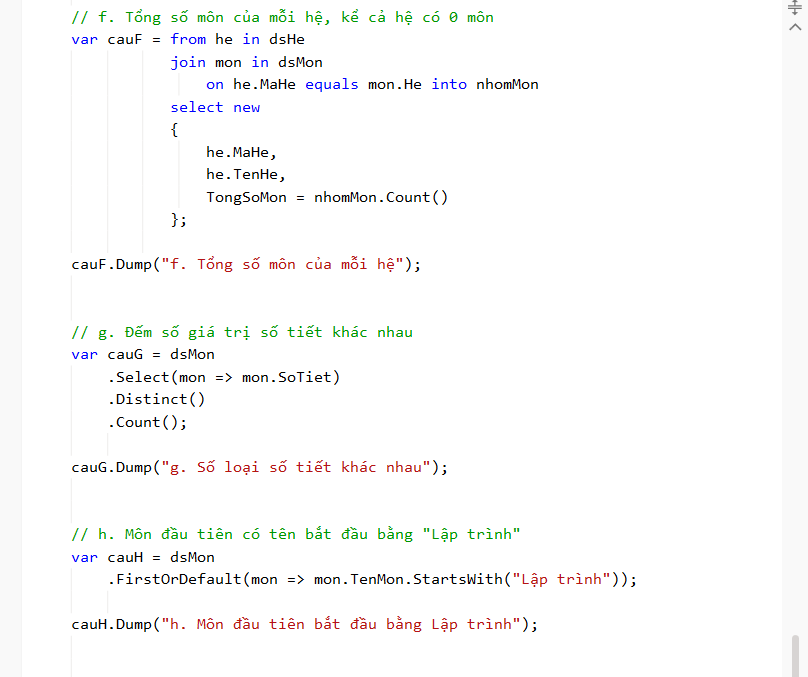 // f. Tổng số môn của mỗi hệ, kể cả hệ có 0 môn
var cauF = from he in dsHe
join mon in dsMon
on he.MaHe equals mon.He into nhomMon
select new
{
he.MaHe,
he.TenHe,
TongSoMon = nhomMon.Count()
};
cauF.Dump("f. Tổng số môn của mỗi hệ");
// g. Đếm số giá trị số tiết khác nhau
var cauG = dsMon
.Select(mon => mon.SoTiet)
.Distinct()
.Count();
cauG.Dump("g. Số loại số tiết khác nhau");
// h. Môn đầu tiên có tên bắt đầu bằng "Lập trình"
var cauH = dsMon
.FirstOrDefault(mon => mon.TenMon.StartsWith("Lập trình"));
cauH.Dump("h. Môn đầu tiên bắt đầu bằng Lập trình");